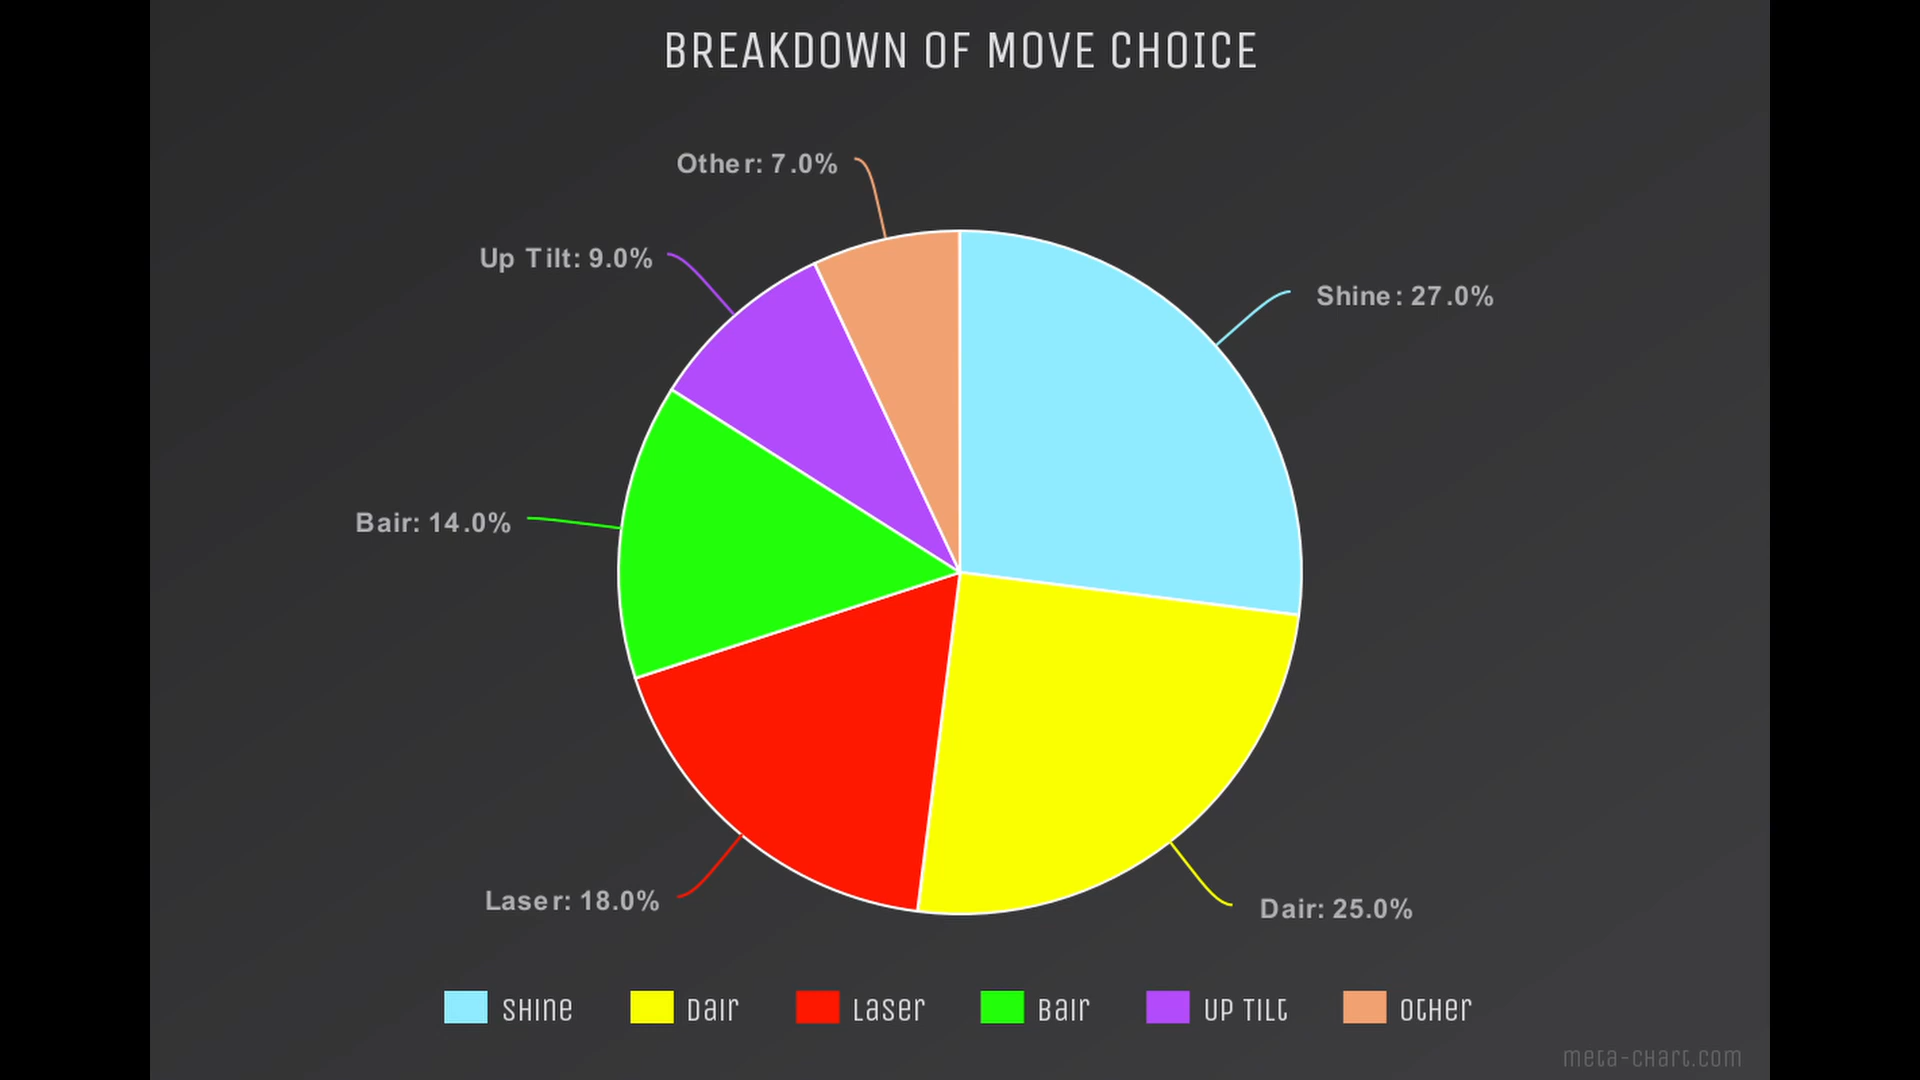 BREAKDOWN OF MOVE CHOICE
Other: 7.0%
Up Tilt: 9.0%
Shine: 27.0%
Bair: 14.0%
Laser: 18.0%
Dair: 25.0%
Shine Dair Laser Bair Up Tilt Other
meta-chart.com